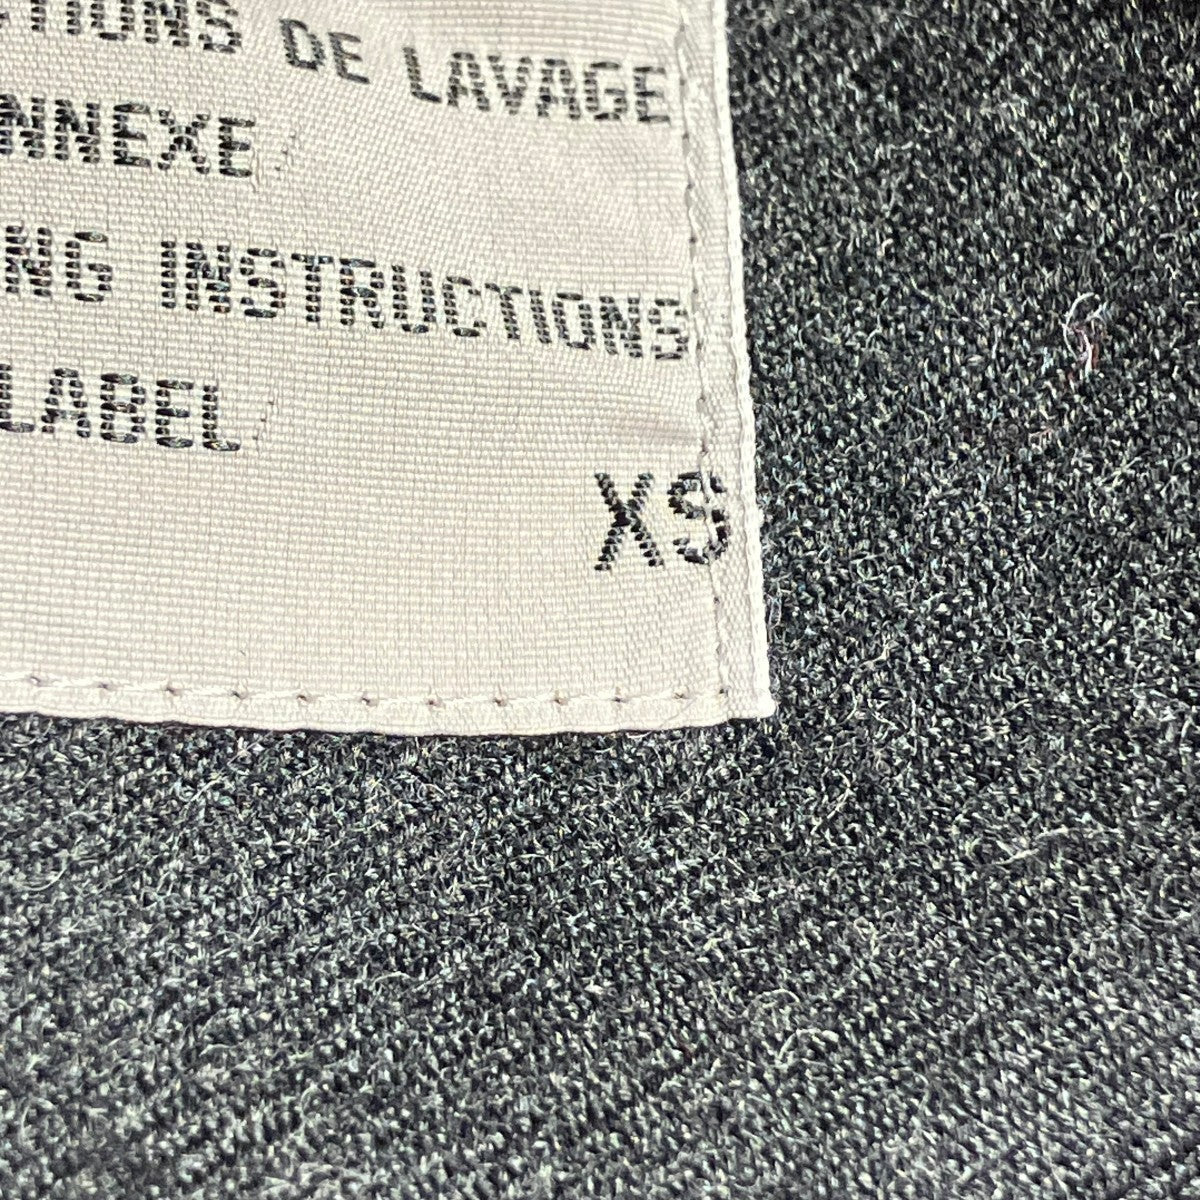 TIONS DE LAVAGE
NNEXE/
NG INSTRUCTIONS
LABEL/
XS